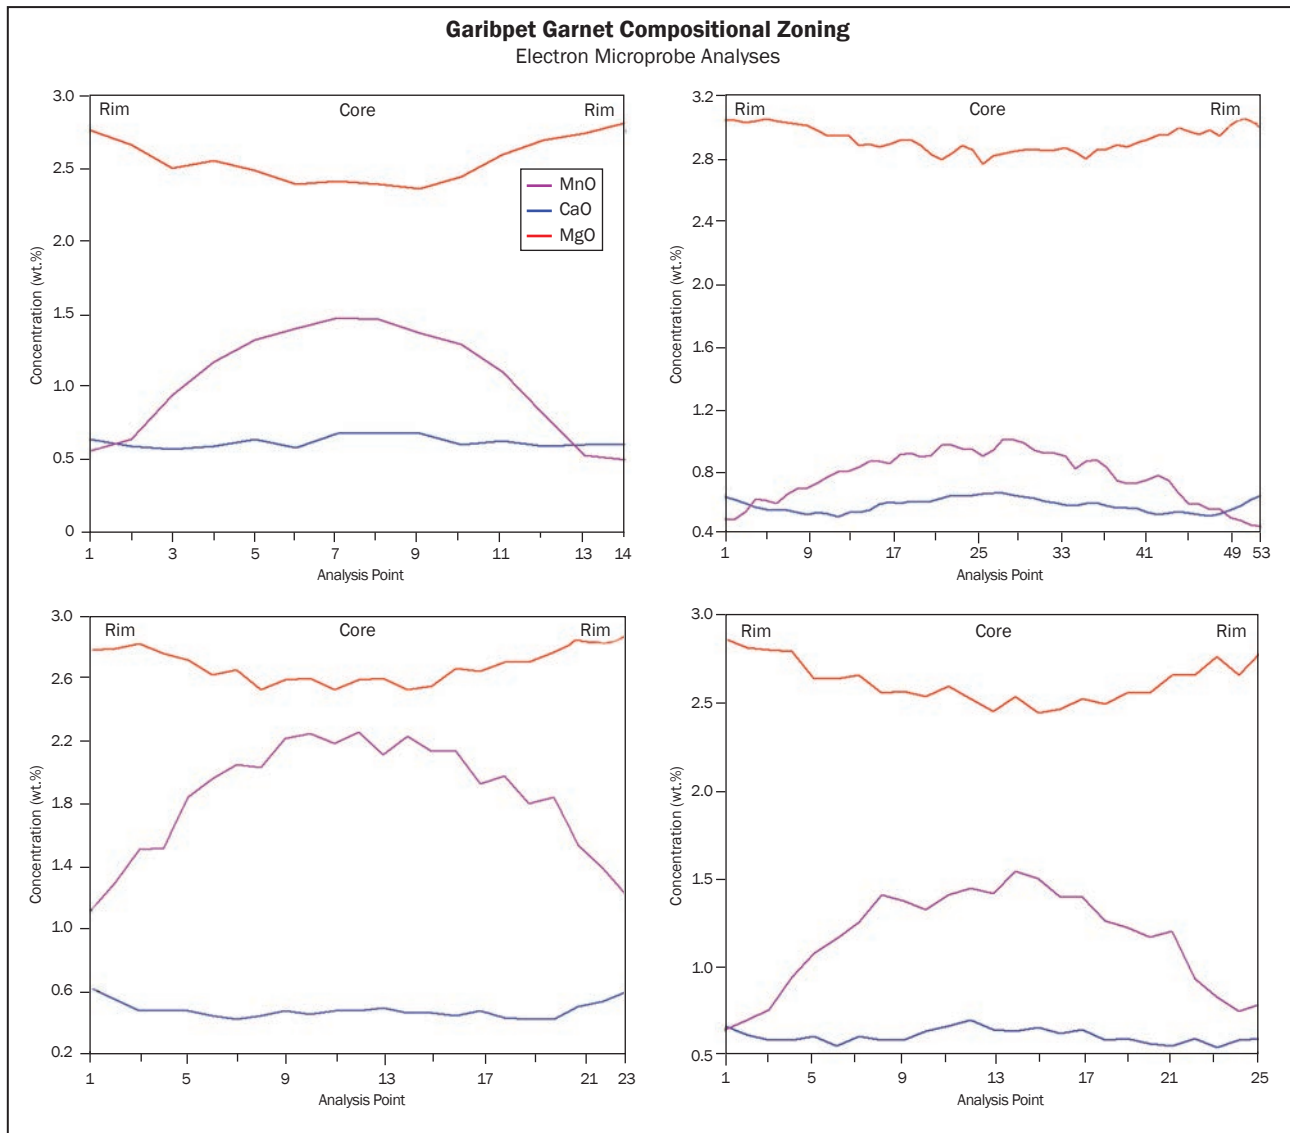 Garibpet Garnet Compositional Zoning
Electron Microprobe Analyses
3.0
2.5
2.0
1.5
1.0
0.5
0
Rim Core Rim
MnO
CaO
MgO
Concentration (wt.%)
1 3 5 7 9 11 13 14
Analysis Point
3.2
2.8
2.4
2.0
1.6
1.2
0.8
0.4
Rim Core Rim
Concentration (wt.%)
1 9 17 25 33 41 49 53
Analysis Point
3.0
2.6
2.2
1.8
1.4
1.0
0.6
0.2
Rim Core Rim
Concentration (wt.%)
1 5 9 13 17 21 23
Analysis Point
3.0
2.5
2.0
1.5
1.0
0.5
Rim Core Rim
Concentration (wt.%)
1 5 9 13 17 21 25
Analysis Point